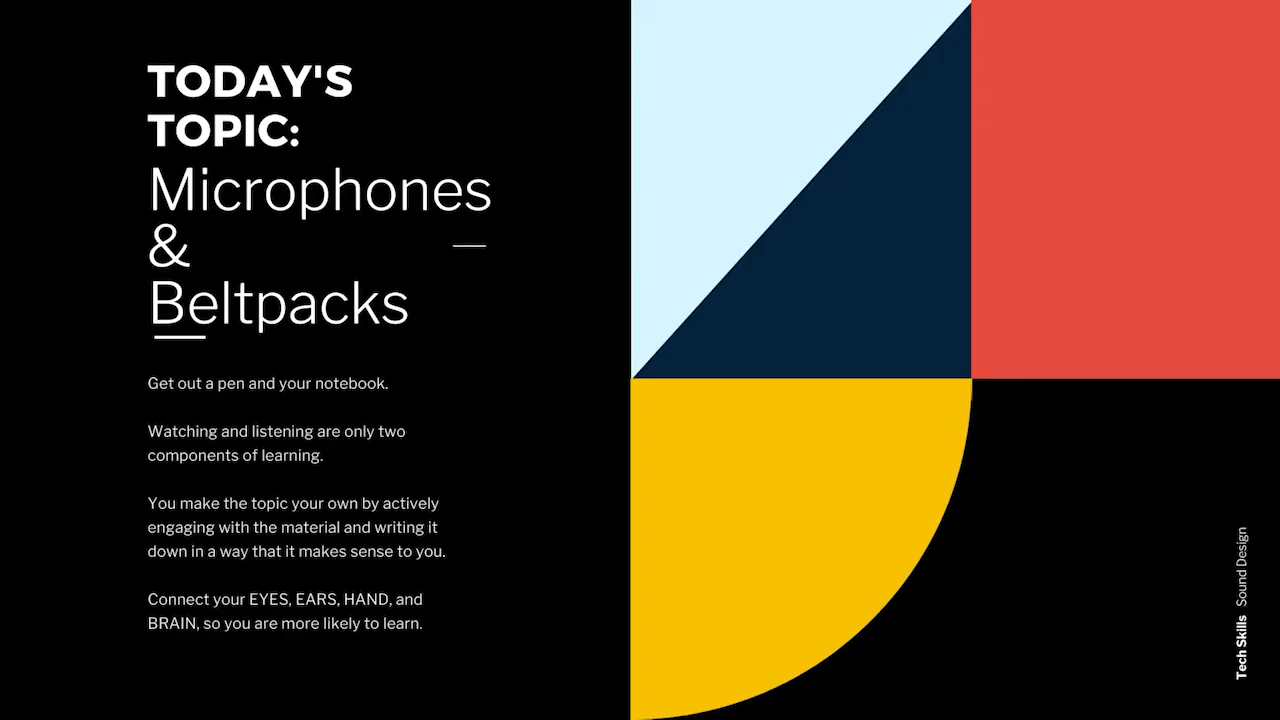 TODAY'S
TOPIC:
Microphones
&
Beltpacks
Get out a pen and your notebook.
Watching and listening are only two
components of learning.
You make the topic your own by actively
engaging with the material and writing it
down in a way that it makes sense to you.
Connect your EYES, EARS, HAND, and
BRAIN, so you are more likely to learn.
Tech Skills Sound Design